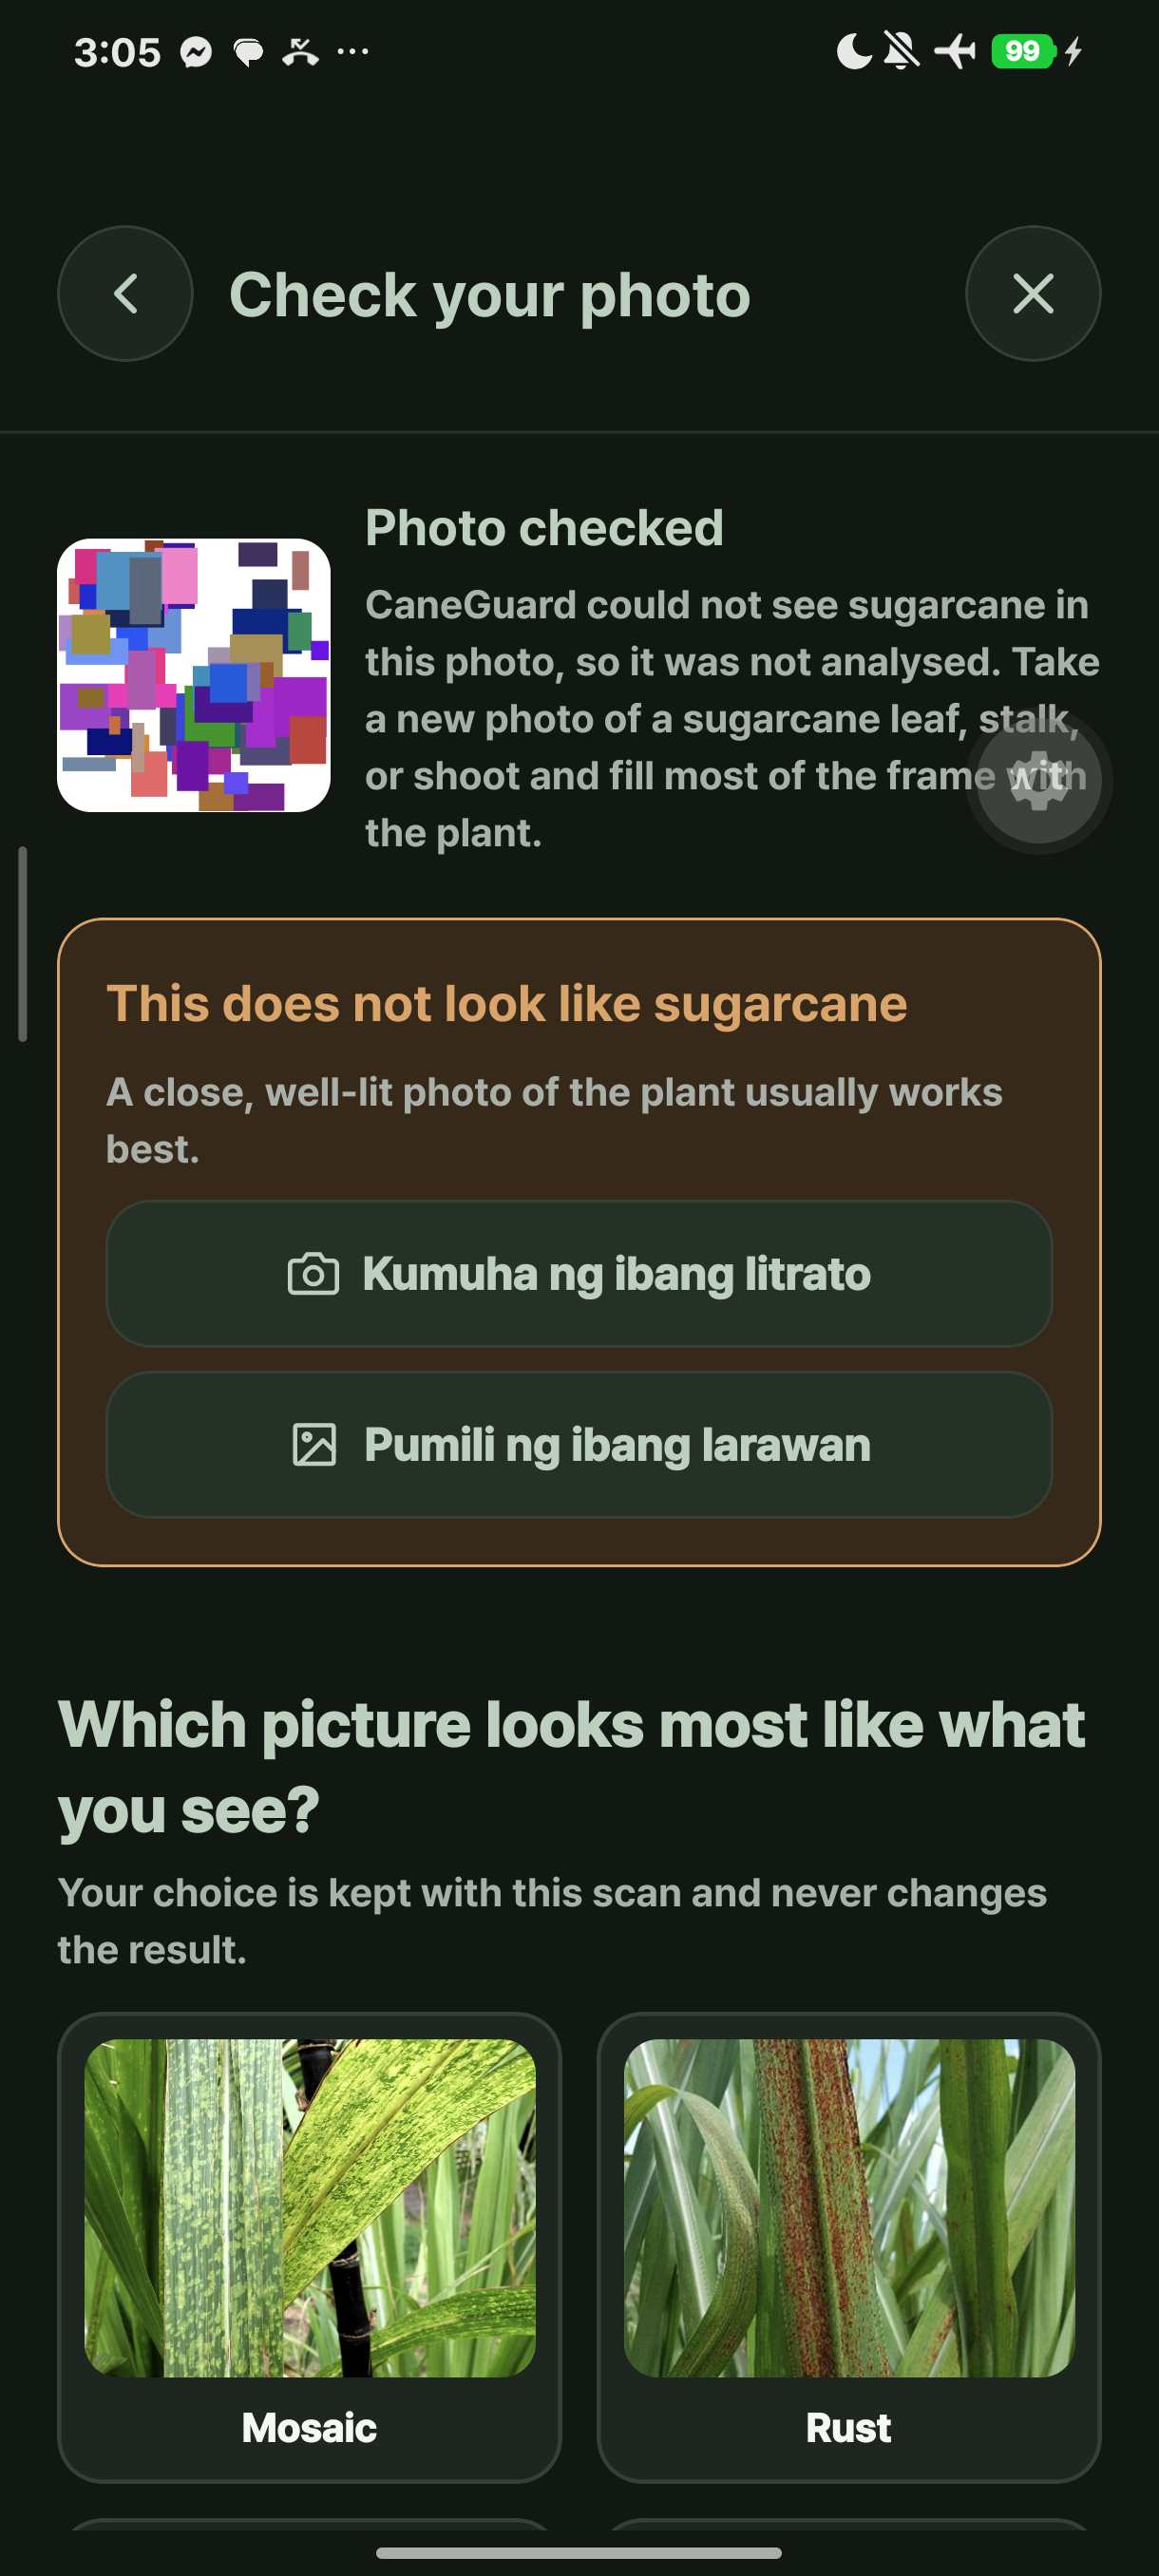 3:05
99
Check your photo
Photo checked
CaneGuard could not see sugarcane in
this photo, so it was not analysed. Take
a new photo of a sugarcane leaf, stalk,
or shoot and fill most of the frame with
the plant.
This does not look like sugarcane
A close, well-lit photo of the plant usually works
best.
Kumuha ng ibang litrato
Pumili ng ibang larawan
Which picture looks most like what
you see?
Your choice is kept with this scan and never changes
the result.
Mosaic
Rust